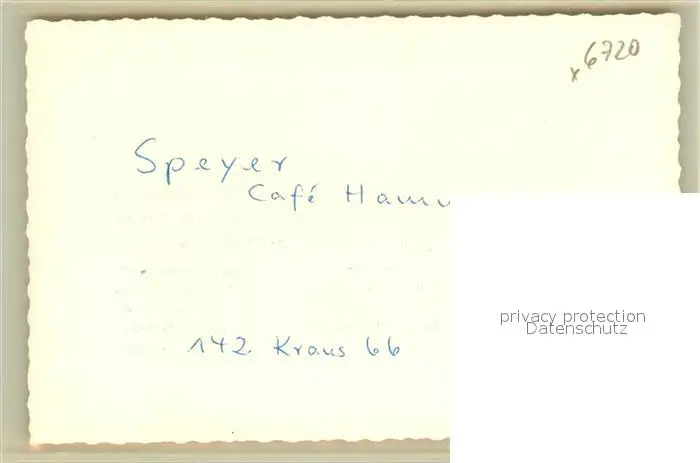 x6720
Speyer
Café
142 Kraus 66
privacy protection
Datenschutz